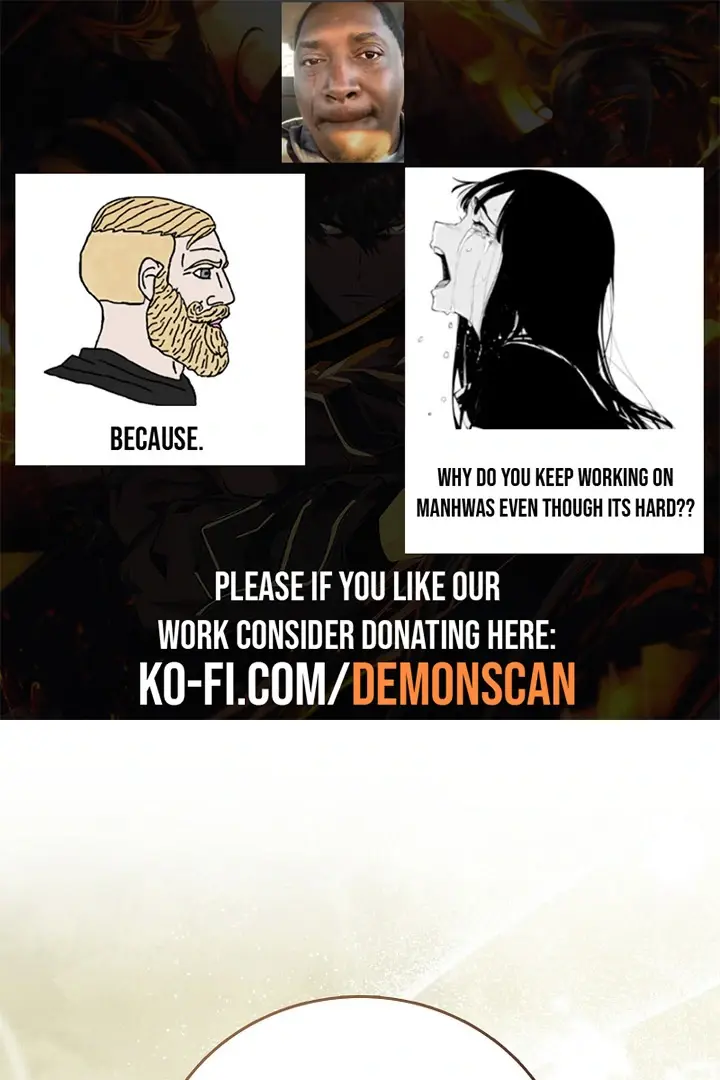 BECAUSE.
WHY DO YOU KEEP WORKING ON
MANHWAS EVEN THOUGH ITS HARD??
PLEASE IF YOU LIKE OUR
WORK CONSIDER DONATING HERE:
KO-FI.COM/DEMONSCAN